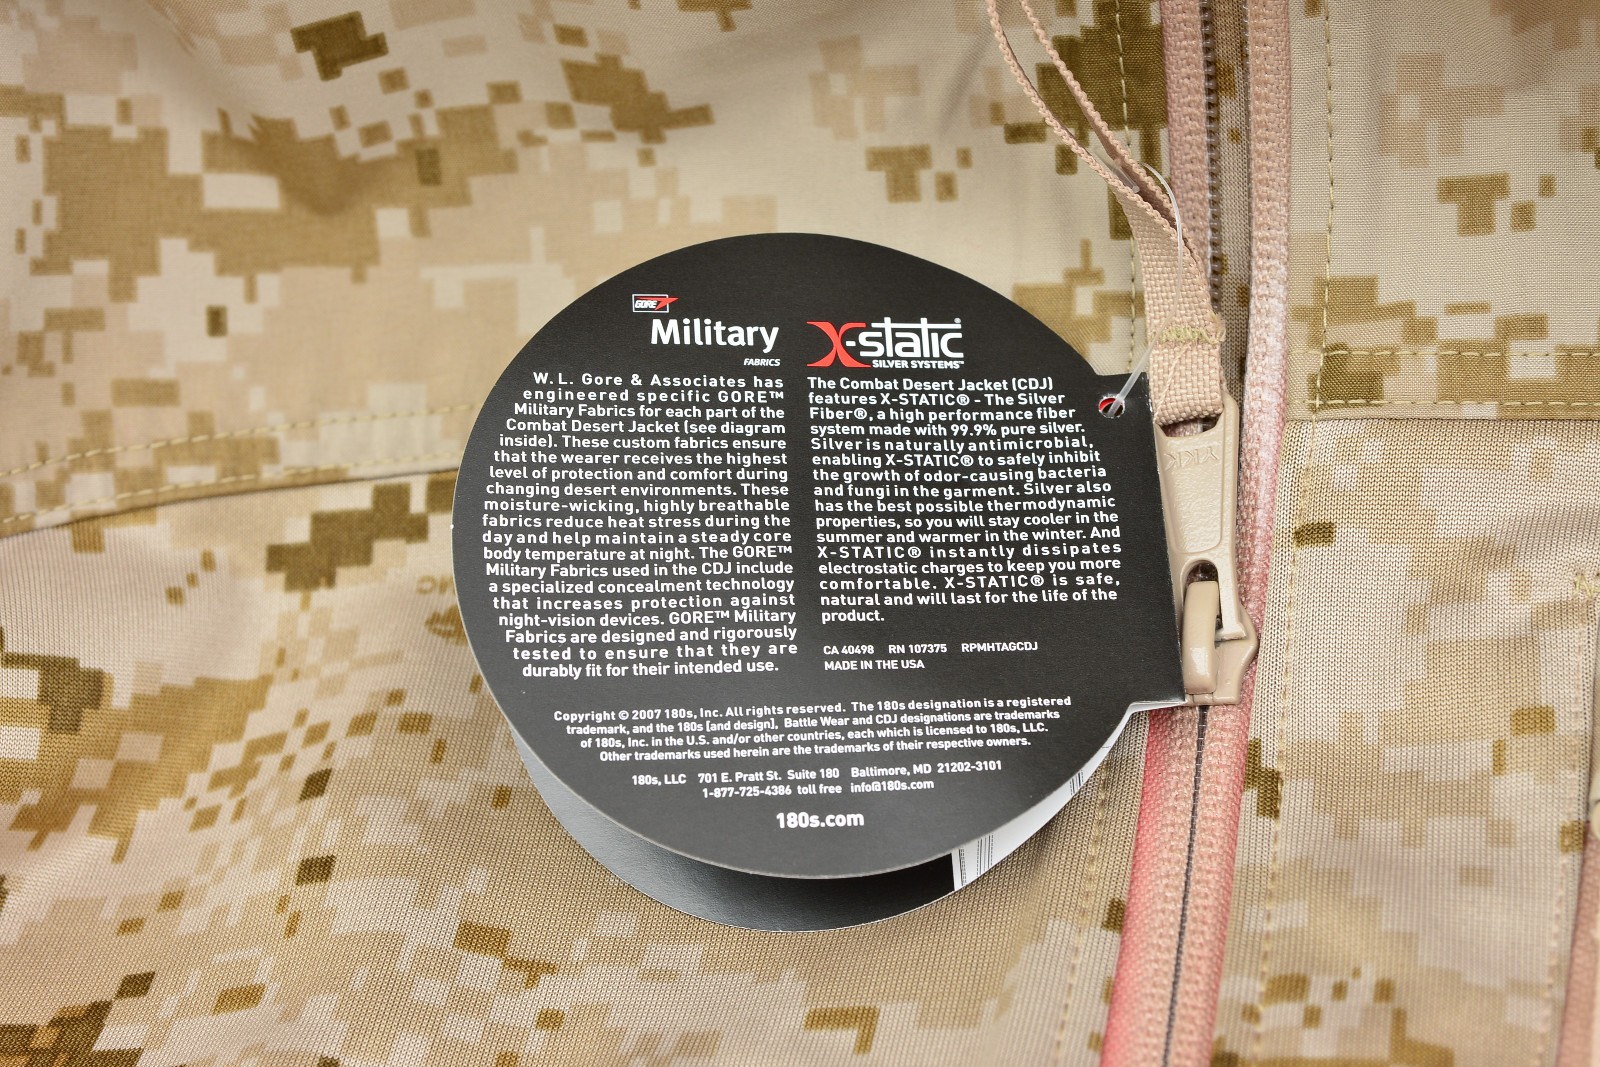 GORE
Military
FABRICS
W. L. Gore & Associates has
engineered specific GORE™
Military Fabrics for each part of the
Combat Desert Jacket (see diagram
inside). These custom fabrics ensure
that the wearer receives the highest
level of protection and comfort during
changing desert environments. These
moisture-wicking, highly breathable
fabrics reduce heat stress during the
day and help maintain a steady core
body temperature at night. The GORE™
Military Fabrics used in the CDJ include
a specialized concealment technology
that increases protection against
night-vision devices. GORE™ Military
Fabrics are designed and rigorously
tested to ensure that they are
durably fit for their intended use.
X-static®
SILVER SYSTEMS™
The Combat Desert Jacket (CDJ)
features X-STATIC® - The Silver
Fiber®, a high performance fiber
system made with 99.9% pure silver.
Silver is naturally antimicrobial,
enabling X-STATIC® to safely inhibit
the growth of odor-causing bacteria
and fungi in the garment. Silver also
has the best possible thermodynamic
properties, so you will stay cooler in the
summer and warmer in the winter. And
X-STATIC® instantly dissipates
electrostatic charges to keep you more
comfortable. X-STATIC® is safe,
natural and will last for the life of the
product.
CA 40498 RN 107375 RPMHTAGCDJ
MADE IN THE USA
Copyright © 2007 180s, Inc. All rights reserved. The 180s designation is a registered
trademark, and the 180s [and design], Battle Wear and CDJ designations are trademarks
of 180s, Inc. in the U.S. and/or other countries, each which is licensed to 180s, LLC.
Other trademarks used herein are the trademarks of their respective owners.
180s, LLC 701 E. Pratt St. Suite 180 Baltimore, MD 21202-3101
1-877-725-4386 toll free info@180s.com
180s.com
YKK